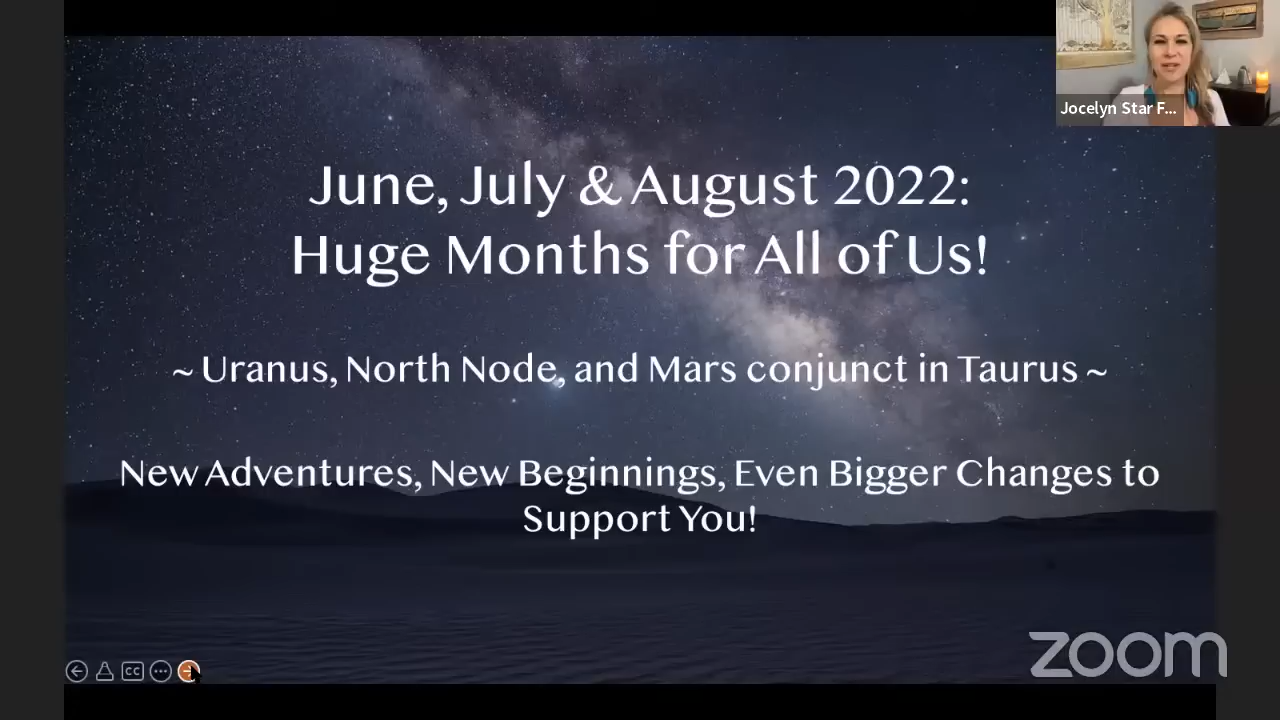 Jocelyn Star F...
June, July & August 2022:
Huge Months for All of Us!
~ Uranus, North Node, and Mars conjunct in Taurus ~
New Adventures, New Beginnings, Even Bigger Changes to
Support You!
CC
zoom